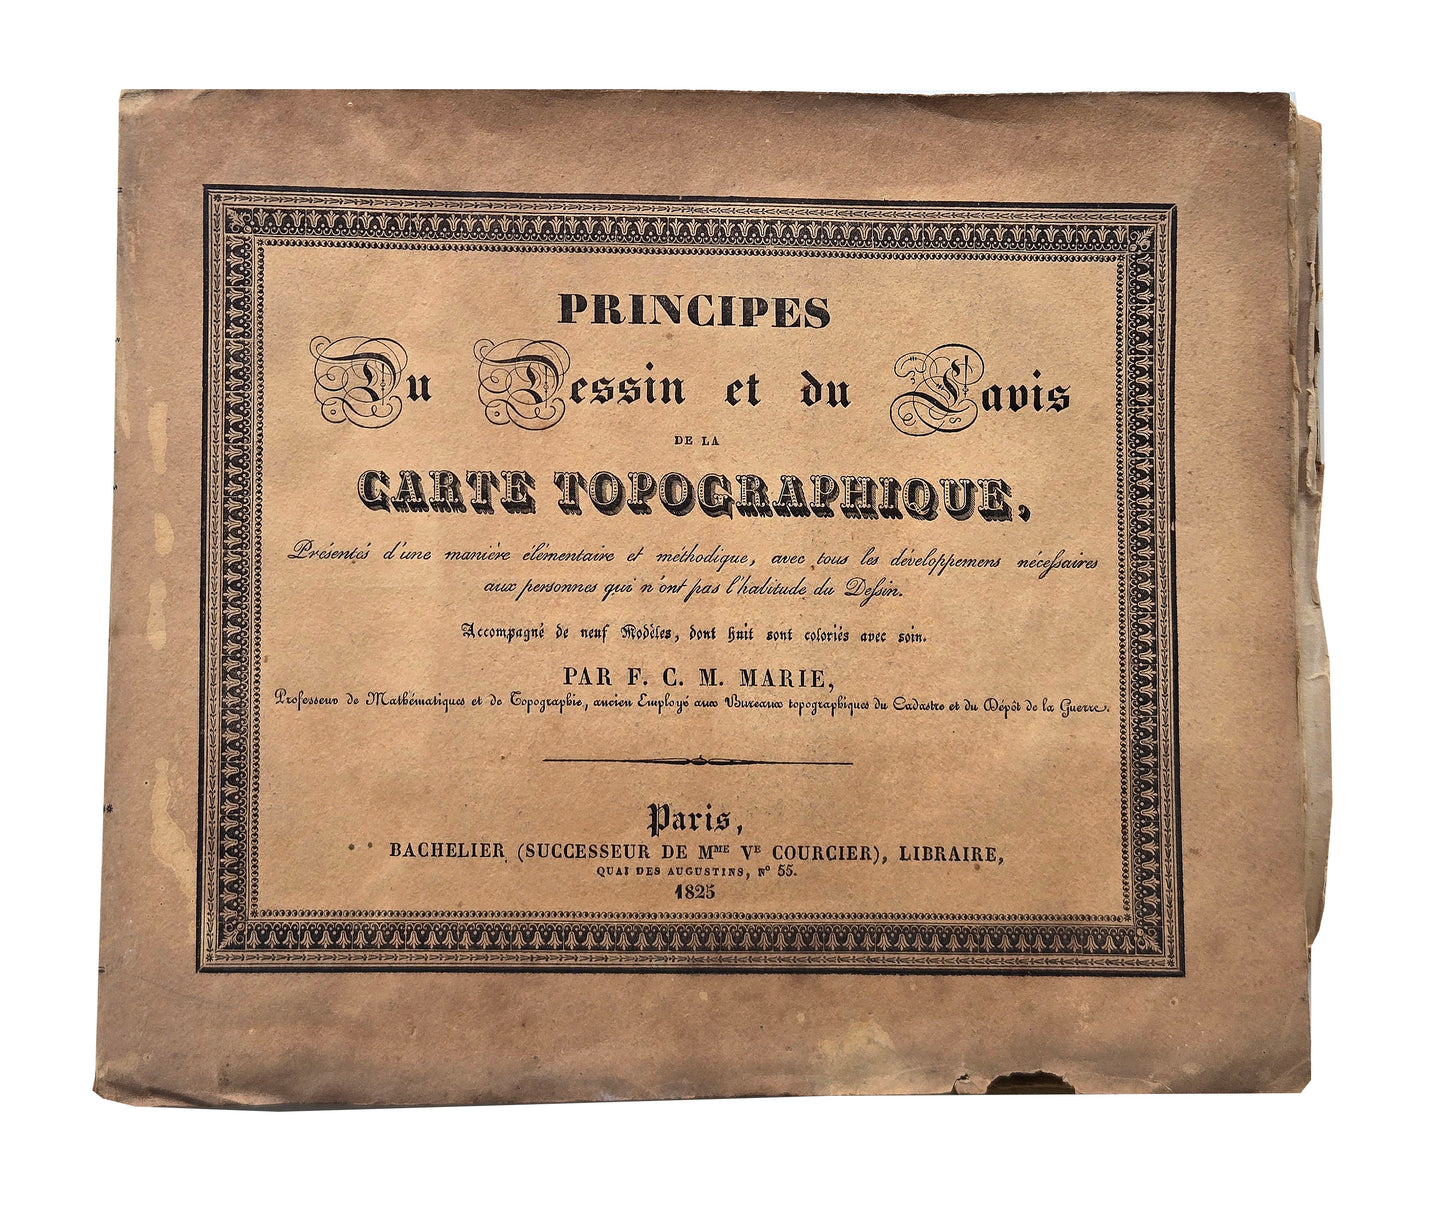 PRINCIPES
Du Dessin et du Lavis
DE LA
CARTE TOPOGRAPHIQUE,
Présentés d'une manière élémentaire et méthodique, avec tous les développemens nécessaires
aux personnes qui n'ont pas l'habitude du Dessin.
Accompagné de neuf Modèles, dont huit sont coloriés avec soin.
PAR F. C. M. MARIE,
Professeur de Mathématiques et de Topographie, ancien Employé aux Bureaux topographiques du Cadastre et du Dépôt de la Guerre.
Paris,
BACHELIER (SUCCESSEUR DE MME VE COURCIER), LIBRAIRE,
QUAI DES AUGUSTINS, No 55.
1825